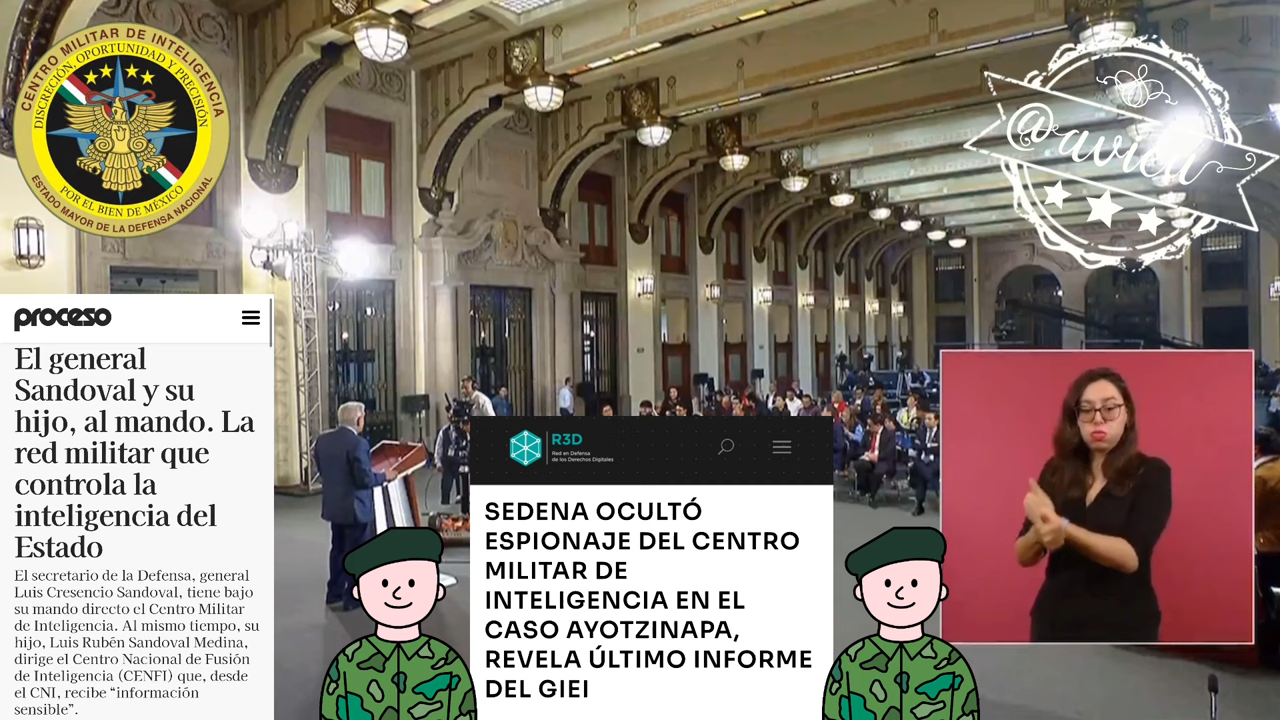 CENTRO MILITAR DE INTELIGENCIA
DISCRECIÓN, OPORTUNIDAD Y PRECISIÓN
POR EL BIEN DE MÉXICO
ESTADO MAYOR DE LA DEFENSA NACIONAL
proceso
El general
Sandoval y su
hijo, al mando. La
red militar que
controla la
inteligencia del
Estado
El secretario de la Defensa, general
Luis Cresencio Sandoval, tiene bajo
su mando directo el Centro Militar
de Inteligencia. Al mismo tiempo, su
hijo, Luis Rubén Sandoval Medina,
dirige el Centro Nacional de Fusión
de Inteligencia (CENFI) que, desde
el CNI, recibe “información
sensible”.
R3D
Red en Defensa
de los Derechos Digitales
SEDENA OCULTÓ
ESPIONAJE DEL CENTRO
MILITAR DE
INTELIGENCIA EN EL
CASO AYOTZINAPA,
REVELA ÚLTIMO INFORME
DEL GIEI